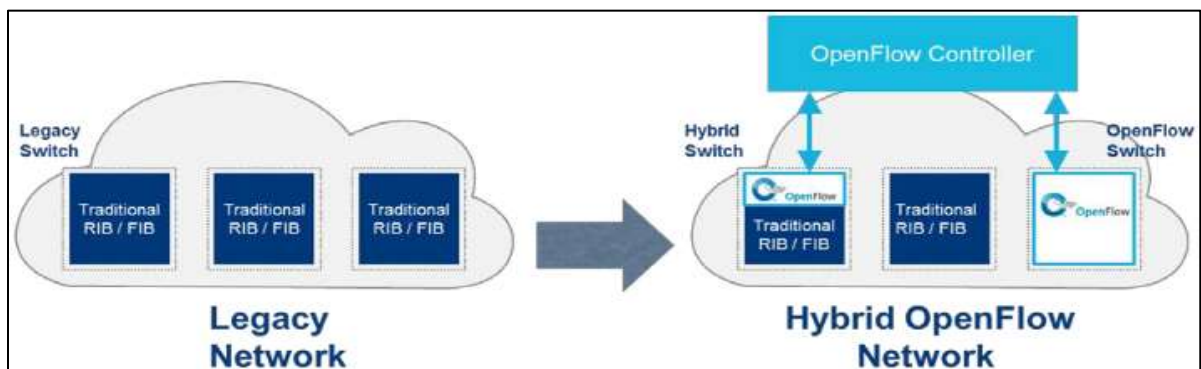 OpenFlow Controller
Legacy
Switch
Traditional
RIB / FIB
Traditional
RIB / FIB
Traditional
RIB / FIB
Legacy
Network
Hybrid
Switch
OpenFlow
Switch
OpenFlow
Traditional
RIB / FIB
Traditional
RIB / FIB
OpenFlow
Hybrid OpenFlow
Network